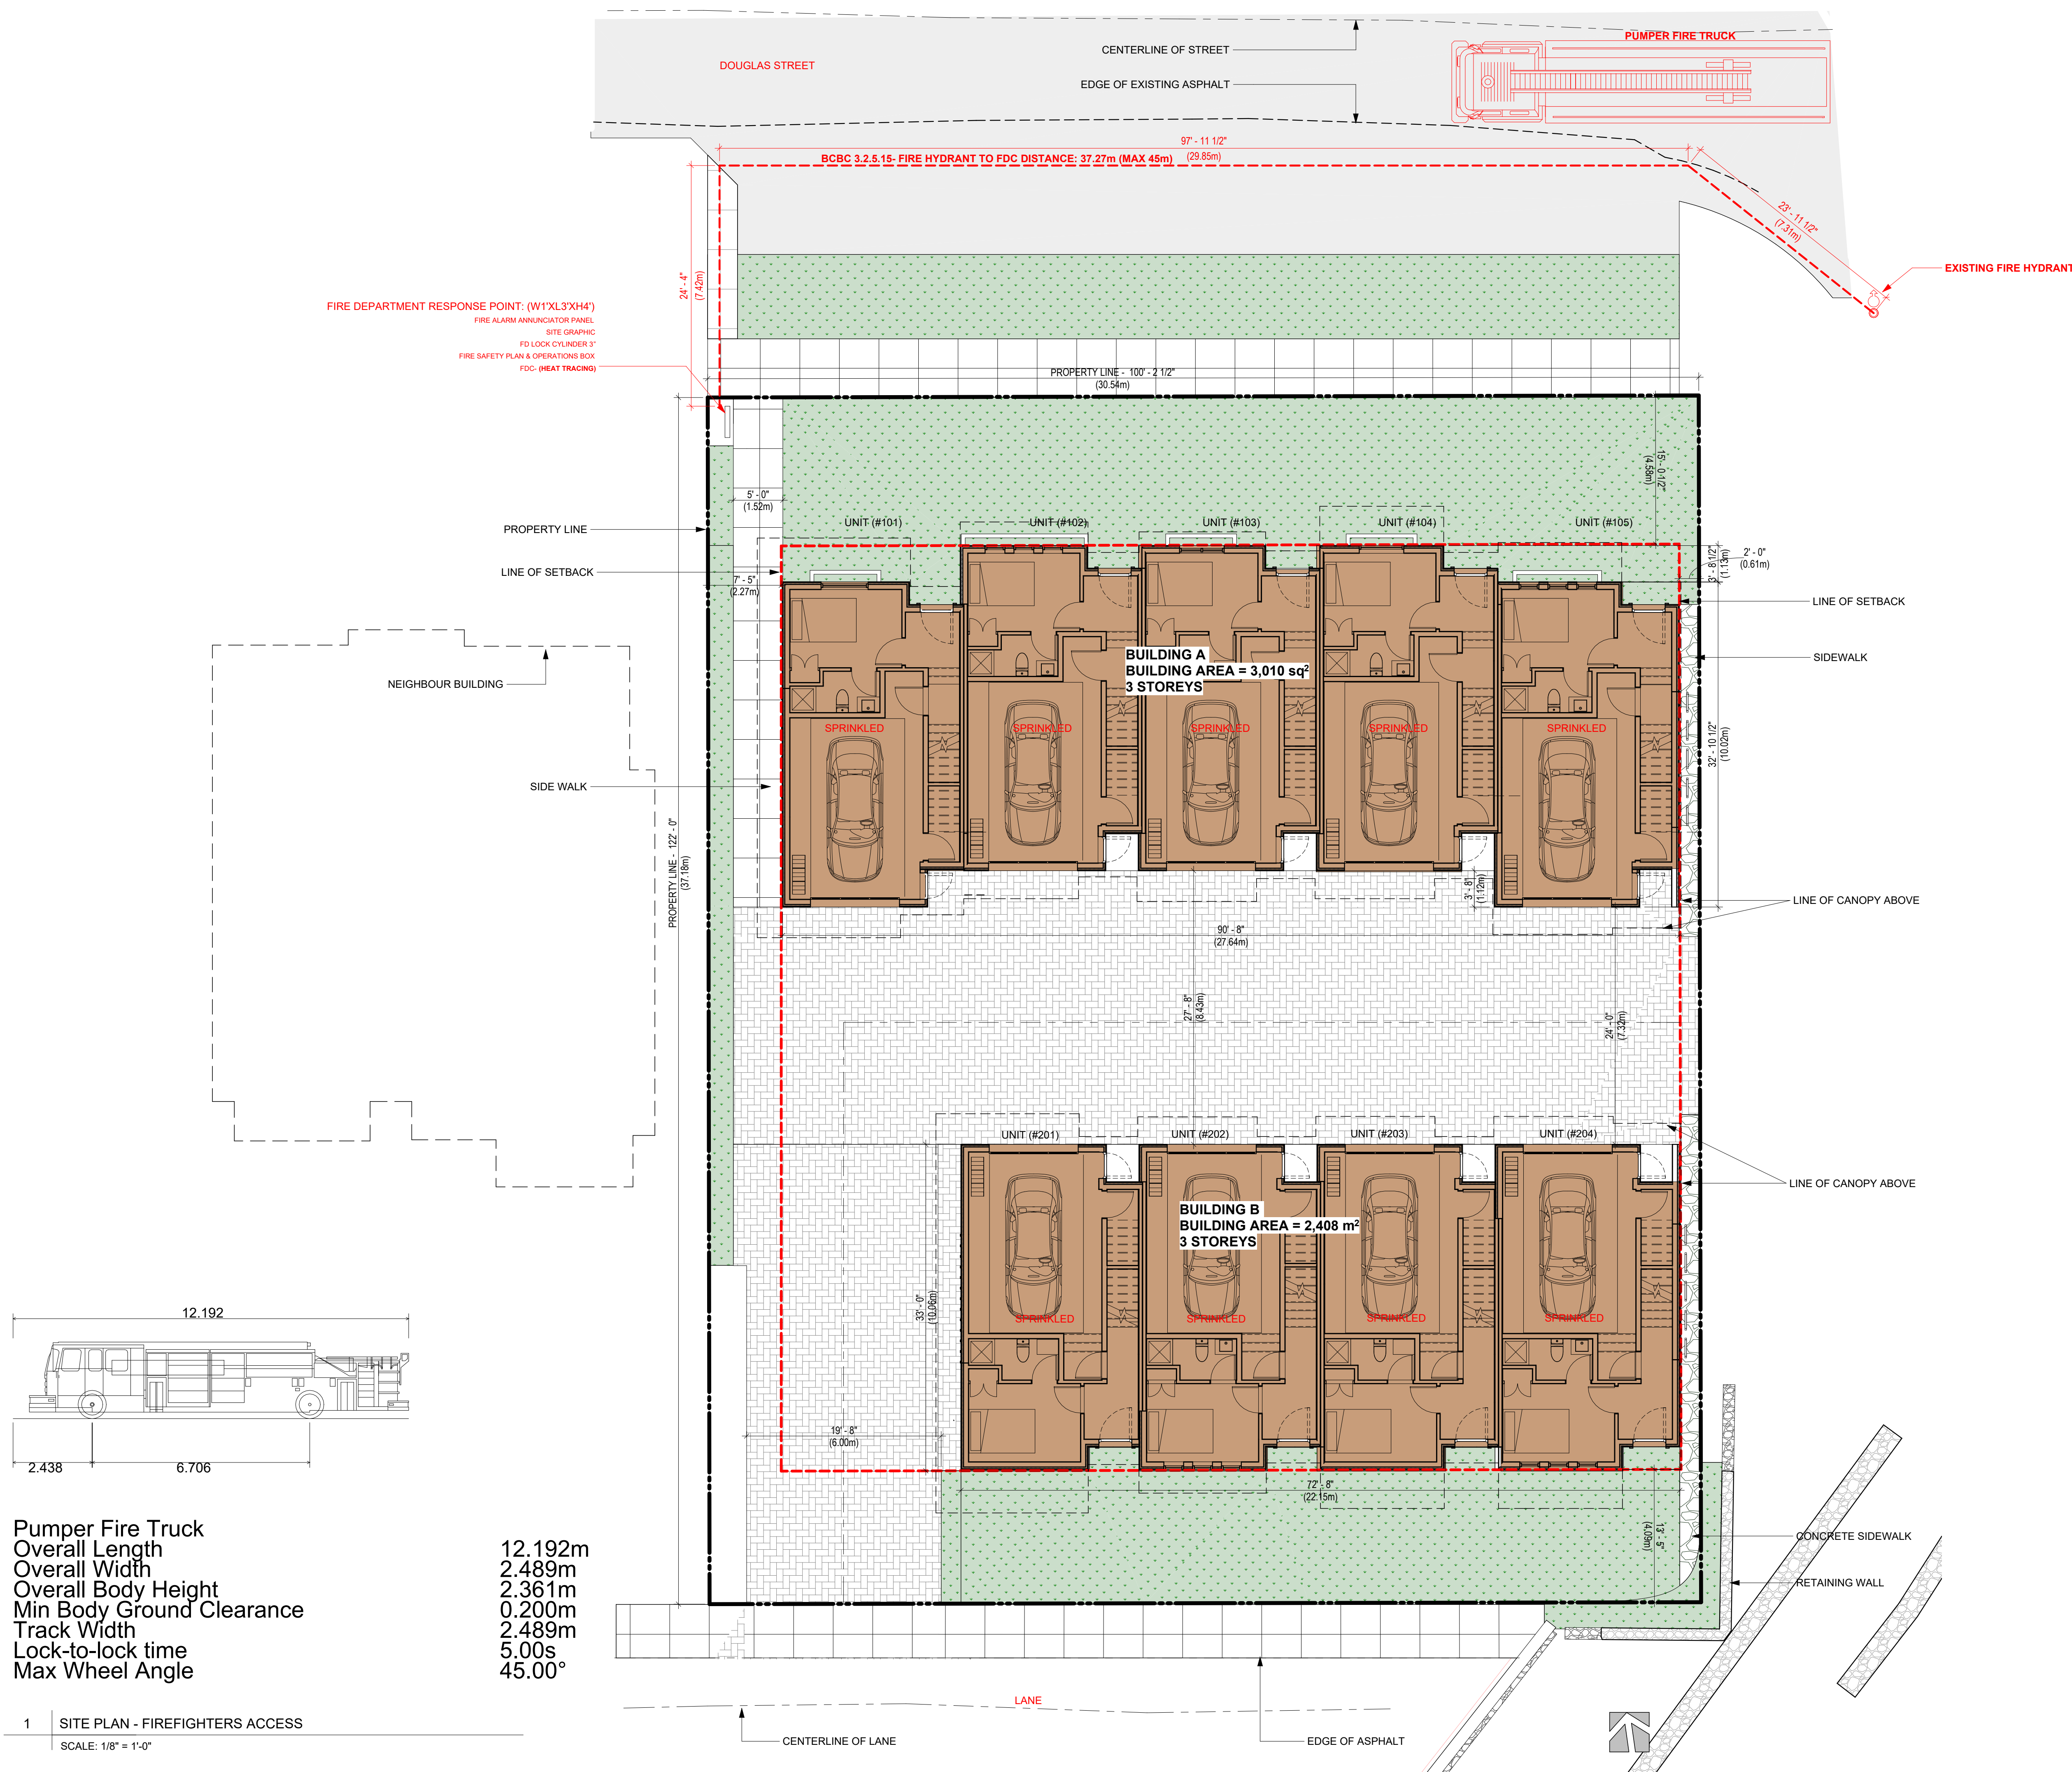 CENTERLINE OF STREET
PUMPER FIRE TRUCK
DOUGLAS STREET
EDGE OF EXISTING ASPHALT
97' - 11 1/2"
BCBC 3.2.5.15- FIRE HYDRANT TO FDC DISTANCE: 37.27m (MAX 45m)
(29.85m)
23' - 11 1/2"
(7.31m)
EXISTING FIRE HYDRANT
24' - 4"
(7.42m)
FIRE DEPARTMENT RESPONSE POINT: (W1'XL3'XH4')
FIRE ALARM ANNUNCIATOR PANEL
SITE GRAPHIC
FD LOCK CYLINDER 3"
FIRE SAFETY PLAN & OPERATIONS BOX
FDC- (HEAT TRACING)
PROPERTY LINE - 100' - 2 1/2"
(30.54m)
15' - 0 1/2"
(4.58m)
5' - 0"
(1.52m)
PROPERTY LINE
UNIT (#101)
UNIT (#102)
UNIT (#103)
UNIT (#104)
UNIT (#105)
LINE OF SETBACK
7' - 5"
(2.27m)
3' - 8 1/2"
(1.13m)
2' - 0"
(0.61m)
LINE OF SETBACK
NEIGHBOUR BUILDING
BUILDING A
BUILDING AREA = 3,010 sq²
3 STOREYS
SIDEWALK
SPRINKLED
SPRINKLED
SPRINKLED
SPRINKLED
SPRINKLED
32' - 10 1/2"
(10.02m)
SIDE WALK
PROPERTY LINE - 122' - 0"
(37.18m)
3' - 8"
(1.12m)
LINE OF CANOPY ABOVE
90' - 8"
(27.64m)
27' - 8"
(8.43m)
24' - 0"
(7.32m)
UNIT (#201)
UNIT (#202)
UNIT (#203)
UNIT (#204)
LINE OF CANOPY ABOVE
BUILDING B
BUILDING AREA = 2,408 m²
3 STOREYS
33' - 0"
(10.06m)
SPRINKLED
SPRINKLED
SPRINKLED
SPRINKLED
12.192
2.438
6.706
19' - 8"
(6.00m)
72' - 8"
(22.15m)
13' - 5"
(4.09m)
CONCRETE SIDEWALK
RETAINING WALL
Pumper Fire Truck
Overall Length 12.192m
Overall Width 2.489m
Overall Body Height 2.361m
Min Body Ground Clearance 0.200m
Track Width 2.489m
Lock-to-lock time 5.00s
Max Wheel Angle 45.00°
LANE
CENTERLINE OF LANE
EDGE OF ASPHALT
1 SITE PLAN - FIREFIGHTERS ACCESS
SCALE: 1/8" = 1'-0"